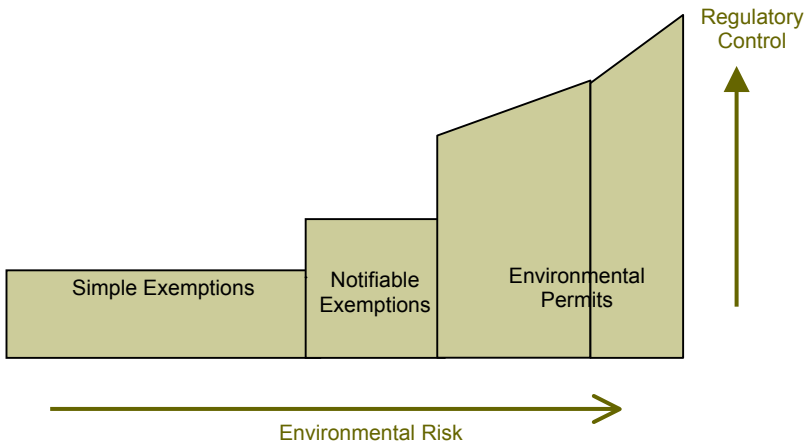 Regulatory
Control
Simple Exemptions
Notifiable
Exemptions
Environmental
Permits
Environmental Risk